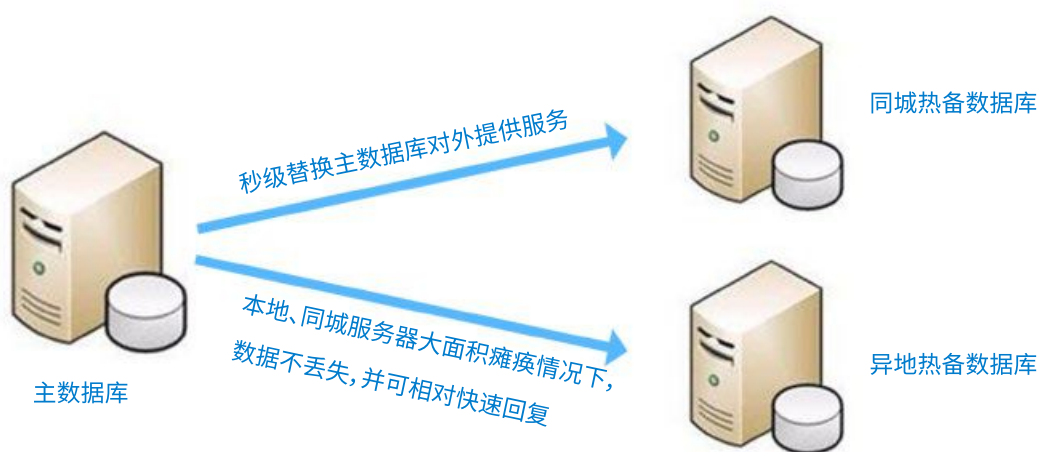 同城热备数据库
秒级替换主数据库对外提供服务
本地、同城服务器大面积瘫痪情况下,
数据不丢失,并可相对快速回复
异地热备数据库
主数据库